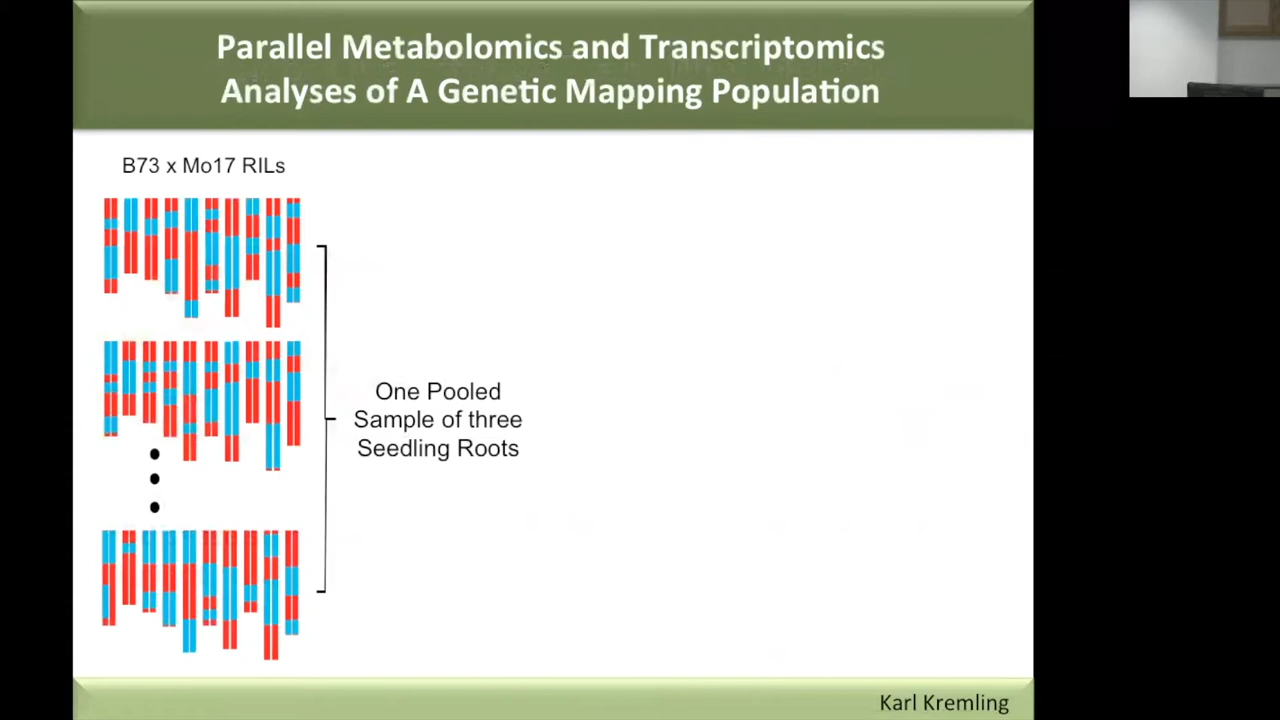 Parallel Metabolomics and Transcriptomics
Analyses of A Genetic Mapping Population
B73 x Mo17 RILs
One Pooled
Sample of three
Seedling Roots
Karl Kremling